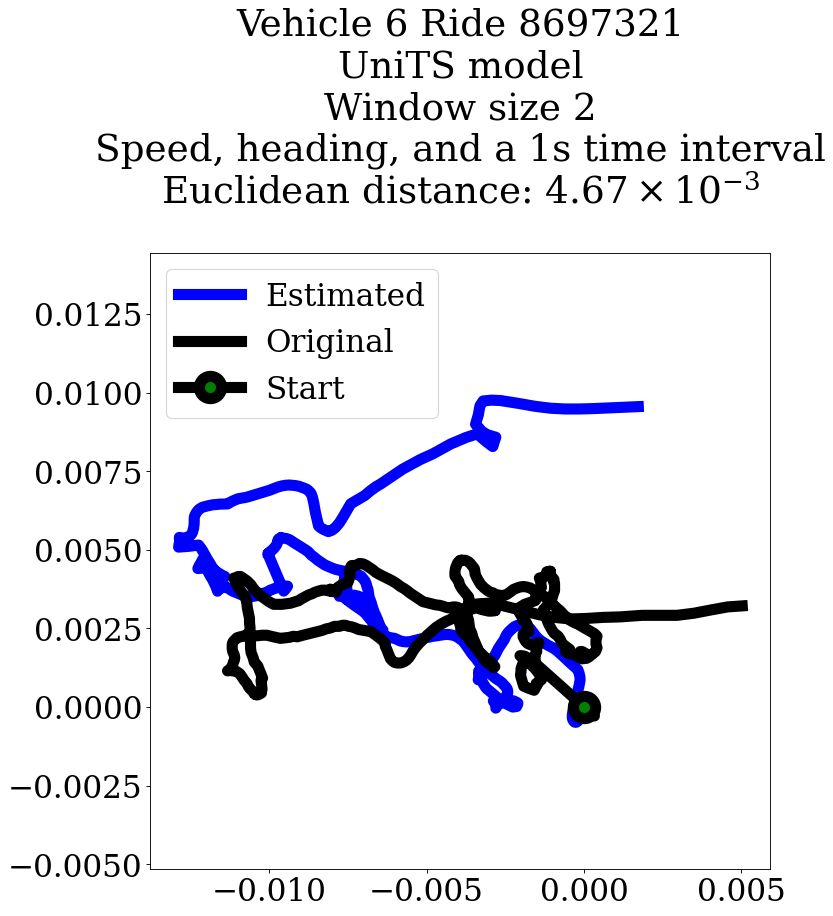 Vehicle 6 Ride 8697321
UniTS model
Window size 2
Speed, heading, and a 1s time interval
Euclidean distance: 4.67 × 10⁻³
Estimated
Original
Start
0.0125
0.0100
0.0075
0.0050
0.0025
0.0000
−0.0025
−0.0050
−0.010 −0.005 0.000 0.005